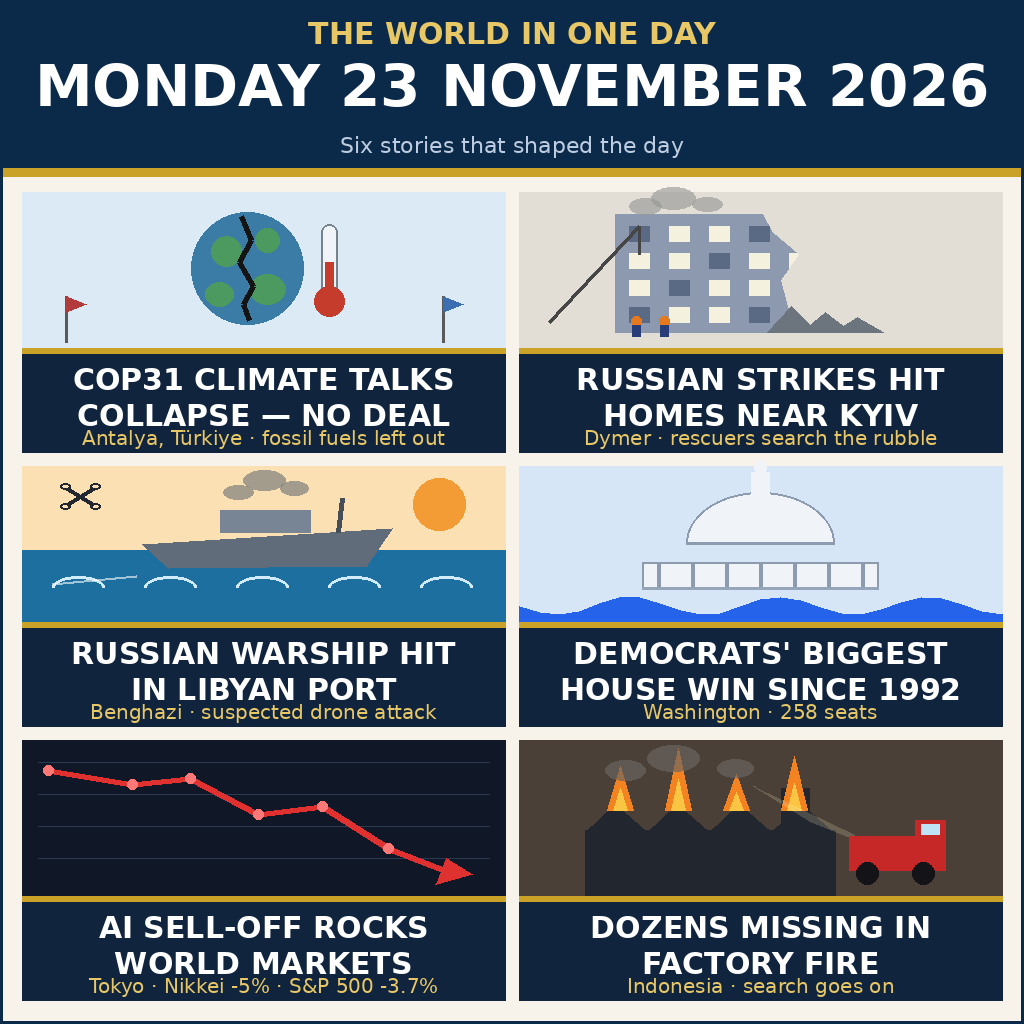 THE WORLD IN ONE DAY
MONDAY 23 NOVEMBER 2026
Six stories that shaped the day
COP31 CLIMATE TALKS
COLLAPSE — NO DEAL
Antalya, Türkiye · fossil fuels left out
RUSSIAN STRIKES HIT
HOMES NEAR KYIV
Dymer · rescuers search the rubble
RUSSIAN WARSHIP HIT
IN LIBYAN PORT
Benghazi · suspected drone attack
DEMOCRATS' BIGGEST
HOUSE WIN SINCE 1992
Washington · 258 seats
AI SELL-OFF ROCKS
WORLD MARKETS
Tokyo · Nikkei -5% · S&P 500 -3.7%
DOZENS MISSING IN
FACTORY FIRE
Indonesia · search goes on